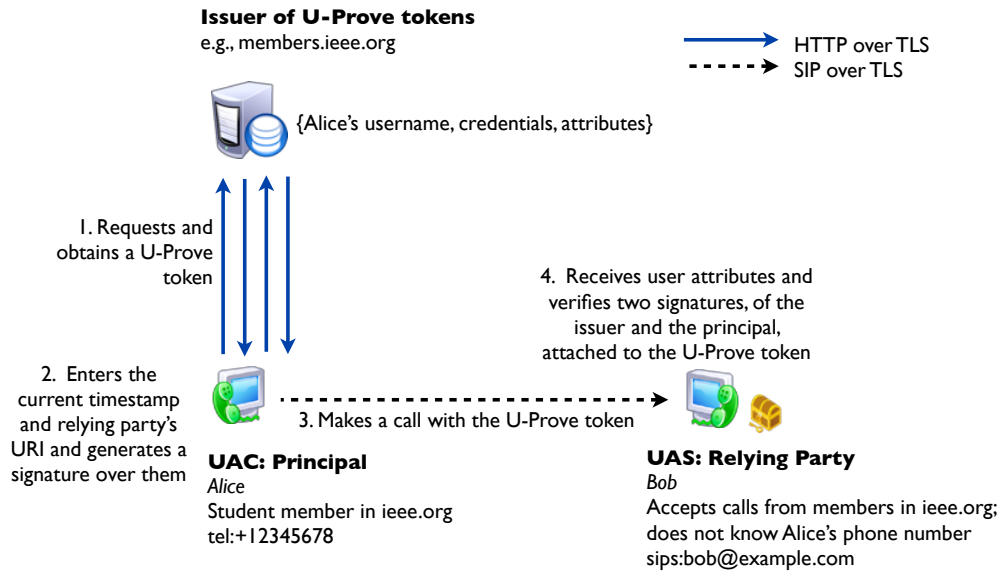 Issuer of U-Prove tokens
e.g., members.ieee.org
HTTP over TLS
SIP over TLS
{Alice's username, credentials, attributes}
1. Requests and
obtains a U-Prove
token
4. Receives user attributes and
verifies two signatures, of the
issuer and the principal,
attached to the U-Prove token
2. Enters the
current timestamp
and relying party's
URI and generates a
signature over them
3. Makes a call with the U-Prove token
UAC: Principal
Alice
Student member in ieee.org
tel:+12345678
UAS: Relying Party
Bob
Accepts calls from members in ieee.org;
does not know Alice's phone number
sips:bob@example.com